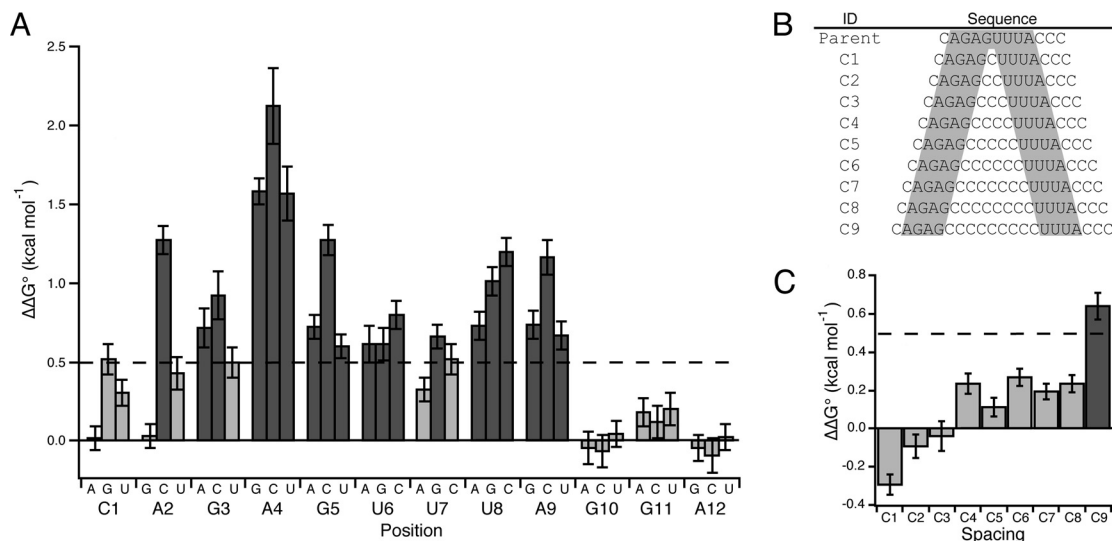 A
2.5
2.0
1.5
1.0
0.5
0.0
ΔΔG° (kcal mol⁻¹)
A G U G C U A C U G C U A C U A G C A G C A G C G C U A C U A C U G C U
C1 A2 G3 A4 G5 U6 U7 U8 A9 G10 G11 A12
Position
B
ID Sequence
Parent CAGAGUUUACCC
C1 CAGAGCUUUACCC
C2 CAGAGCCUUUACCC
C3 CAGAGCCCUUUACCC
C4 CAGAGCCCCUUUACCC
C5 CAGAGCCCCCUUUACCC
C6 CAGAGCCCCCCUUUACCC
C7 CAGAGCCCCCCCUUUACCC
C8 CAGAGCCCCCCCCUUUACCC
C9 CAGAGCCCCCCCCCUUUACCC
C
0.8
0.6
0.4
0.2
0.0
-0.2
-0.4
ΔΔG° (kcal mol⁻¹)
C1 C2 C3 C4 C5 C6 C7 C8 C9
Spacing